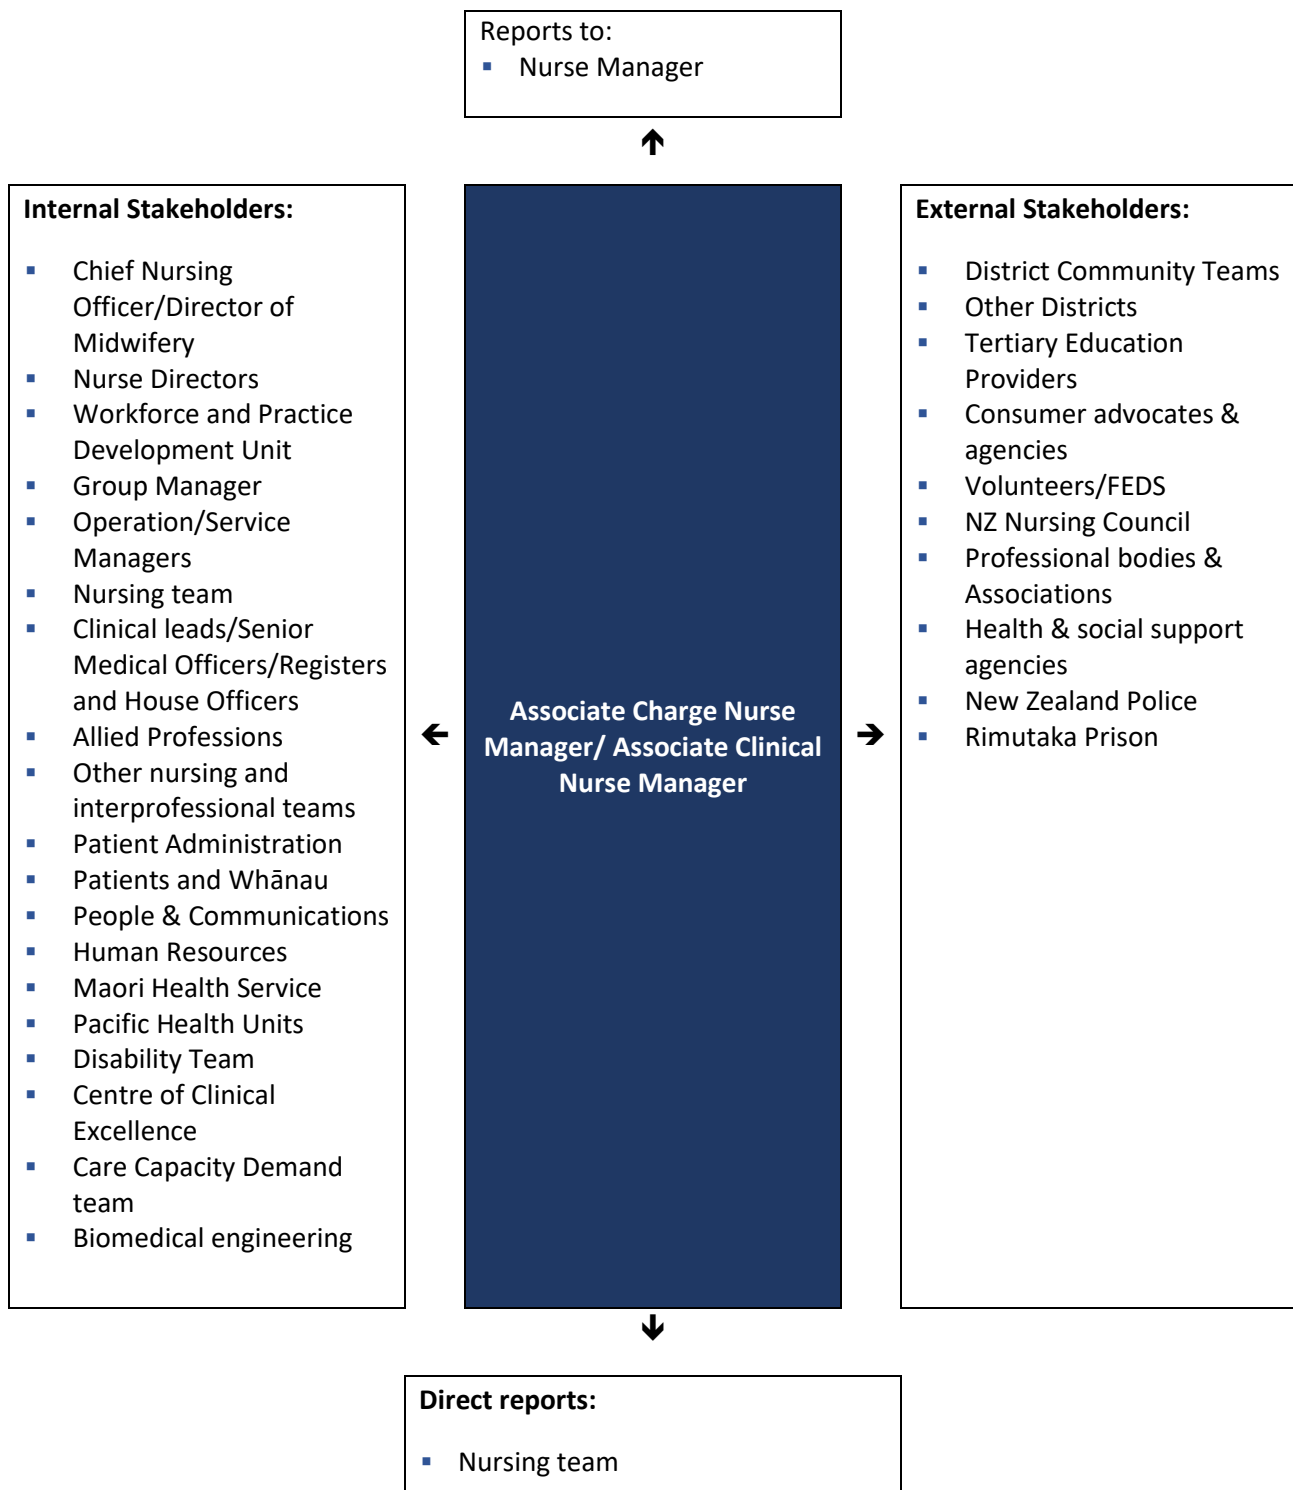 Reports to:
▪ Nurse Manager
Internal Stakeholders:
▪ Chief Nursing
Officer/Director of
Midwifery
▪ Nurse Directors
▪ Workforce and Practice
Development Unit
▪ Group Manager
▪ Operation/Service
Managers
▪ Nursing team
▪ Clinical leads/Senior
Medical Officers/Registers
and House Officers
▪ Allied Professions
▪ Other nursing and
interprofessional teams
▪ Patient Administration
▪ Patients and Whānau
▪ People & Communications
▪ Human Resources
▪ Maori Health Service
▪ Pacific Health Units
▪ Disability Team
▪ Centre of Clinical
Excellence
▪ Care Capacity Demand
team
▪ Biomedical engineering
Associate Charge Nurse
Manager/ Associate Clinical
Nurse Manager
External Stakeholders:
▪ District Community Teams
▪ Other Districts
▪ Tertiary Education
Providers
▪ Consumer advocates &
agencies
▪ Volunteers/FEDS
▪ NZ Nursing Council
▪ Professional bodies &
Associations
▪ Health & social support
agencies
▪ New Zealand Police
▪ Rimutaka Prison
Direct reports:
▪ Nursing team